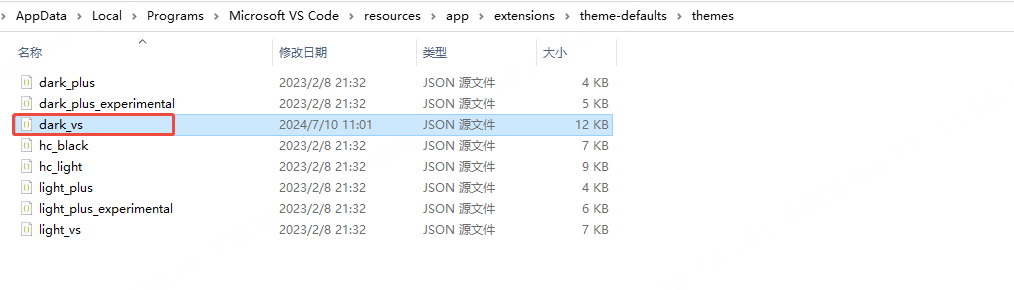 AppData > Local > Programs > Microsoft VS Code > resources > app > extensions > theme-defaults > themes
名称 修改日期 类型 大小
dark_plus 2023/2/8 21:32 JSON 源文件 4 KB
dark_plus_experimental 2023/2/8 21:32 JSON 源文件 5 KB
dark_vs 2024/7/10 11:01 JSON 源文件 12 KB
hc_black 2023/2/8 21:32 JSON 源文件 7 KB
hc_light 2023/2/8 21:32 JSON 源文件 9 KB
light_plus 2023/2/8 21:32 JSON 源文件 4 KB
light_plus_experimental 2023/2/8 21:32 JSON 源文件 6 KB
light_vs 2023/2/8 21:32 JSON 源文件 7 KB